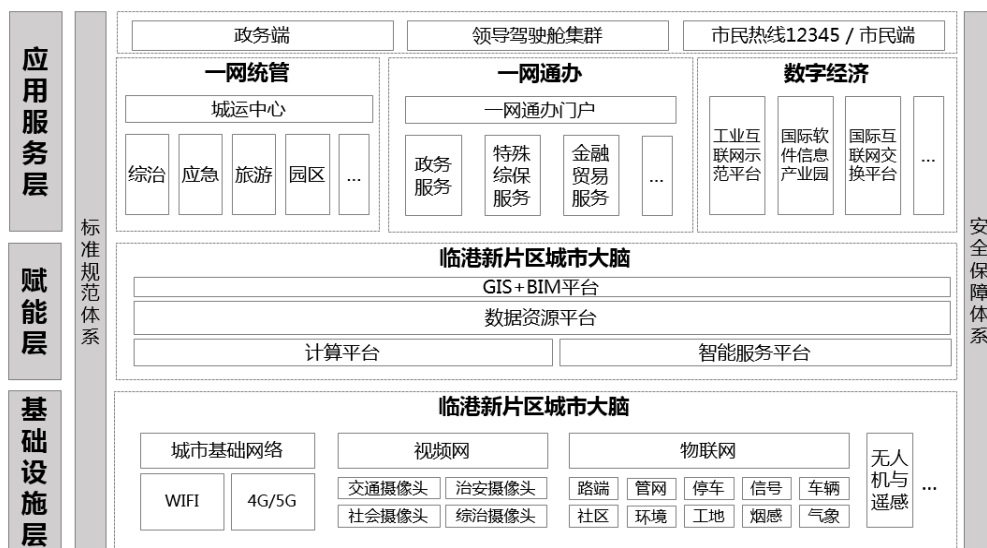 应用服务层
赋能层
基础设施层
标准规范体系
安全保障体系
政务端
领导驾驶舱集群
市民热线12345 / 市民端
一网统管
城运中心
综治
应急
旅游
园区
...
一网通办
一网通办门户
政务
服务
特殊
综保
服务
金融
贸易
服务
...
数字经济
工业互
联网示
范平台
国际软
件信息
产业园
国际互
联网交
换平台
...
临港新片区城市大脑
GIS+BIM平台
数据资源平台
计算平台
智能服务平台
临港新片区城市大脑
城市基础网络
WIFI
4G/5G
视频网
交通摄像头
治安摄像头
社会摄像头
综治摄像头
物联网
路端
管网
停车
信号
车辆
社区
环境
工地
烟感
气象
无人
机与
遥感
...